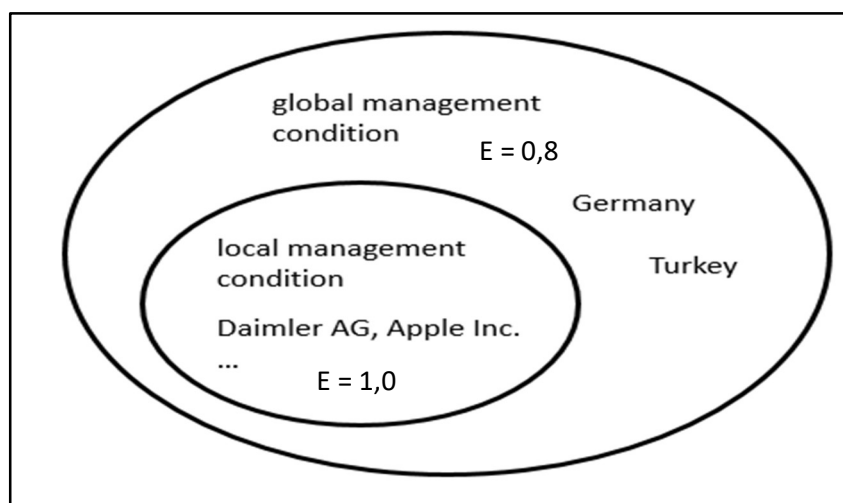 global management
condition
E = 0,8
Germany
Turkey
local management
condition
Daimler AG, Apple Inc.
...
E = 1,0